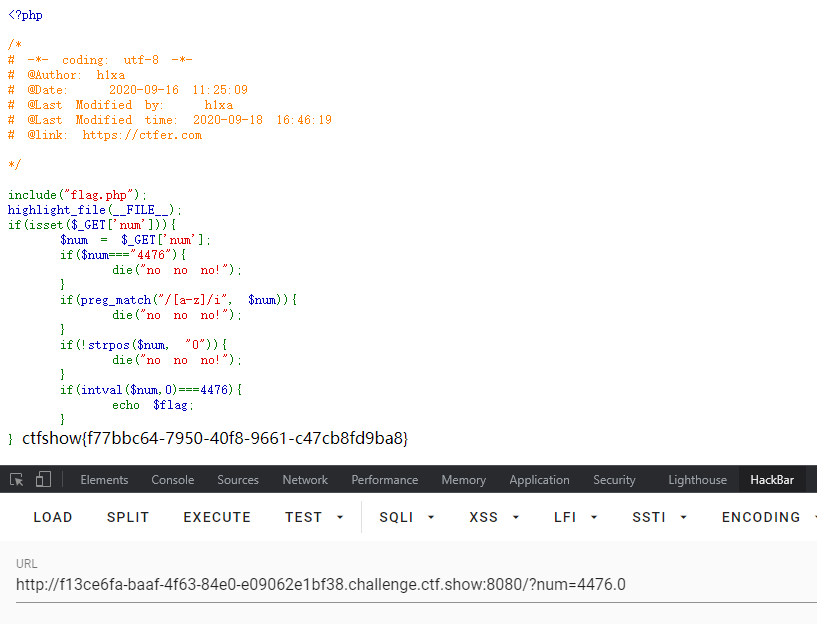 <?php
/*
# -*- coding: utf-8 -*-
# @Author: h1xa
# @Date:   2020-09-16 11:25:09
# @Last Modified by:   h1xa
# @Last Modified time: 2020-09-18 16:46:19
# @link: https://ctfer.com
*/
include("flag.php");
highlight_file(__FILE__);
if(isset($_GET['num'])){
    $num = $_GET['num'];
    if($num==="4476"){
        die("no no no!");
    }
    if(preg_match("/[a-z]/i", $num)){
        die("no no no!");
    }
    if(!strpos($num, "0")){
        die("no no no!");
    }
    if(intval($num,0)===4476){
        echo $flag;
    }
} ctfshow{f77bbc64-7950-40f8-9661-c47cb8fd9ba8}
Elements Console Sources Network Performance Memory Application Security Lighthouse HackBar
LOAD SPLIT EXECUTE TEST SQLI XSS LFI SSTI ENCODING
URL
http://f13ce6fa-baaf-4f63-84e0-e09062e1bf38.challenge.ctf.show:8080/?num=4476.0